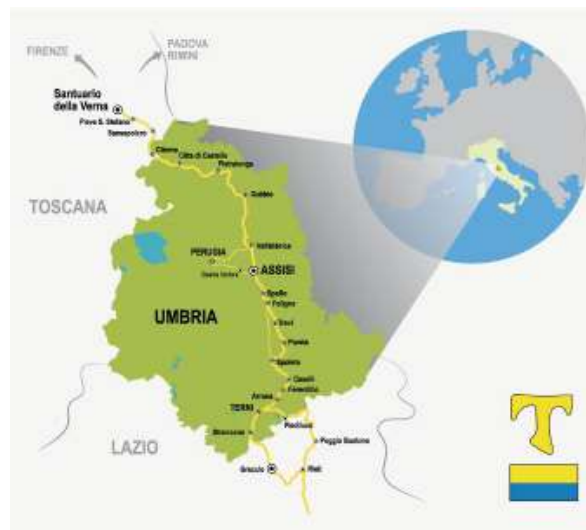 PADOVA
RIMINI
FIRENZE
Santuario
della Verna
Pieve S. Stefano
Sansepolcro
Citerna
Città di Castello
Pietralunga
TOSCANA
Gubbio
Valfabbrica
PERUGIA
ASSISI
Spello
Foligno
UMBRIA
Trevi
Poreta
Spoleto
Ceselli
Ferentillo
Arrone
TERNI
Piediluco
Stroncone
Poggio Bustone
LAZIO
Greccio
Rieti